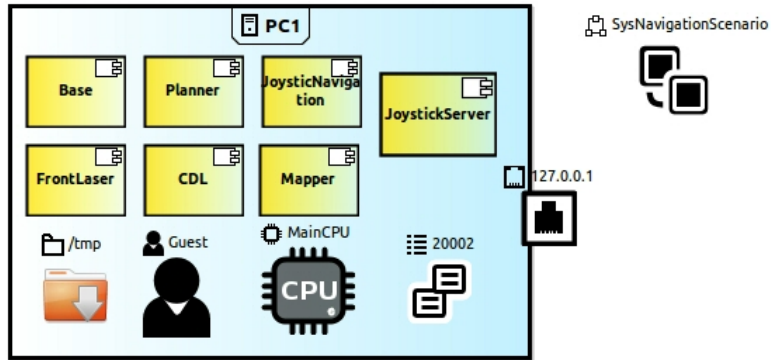 PC1
SysNavigationScenario
Base
Planner
JoysticNaviga
tion
JoystickServer
FrontLaser
CDL
Mapper
127.0.0.1
/tmp
Guest
MainCPU
20002
CPU